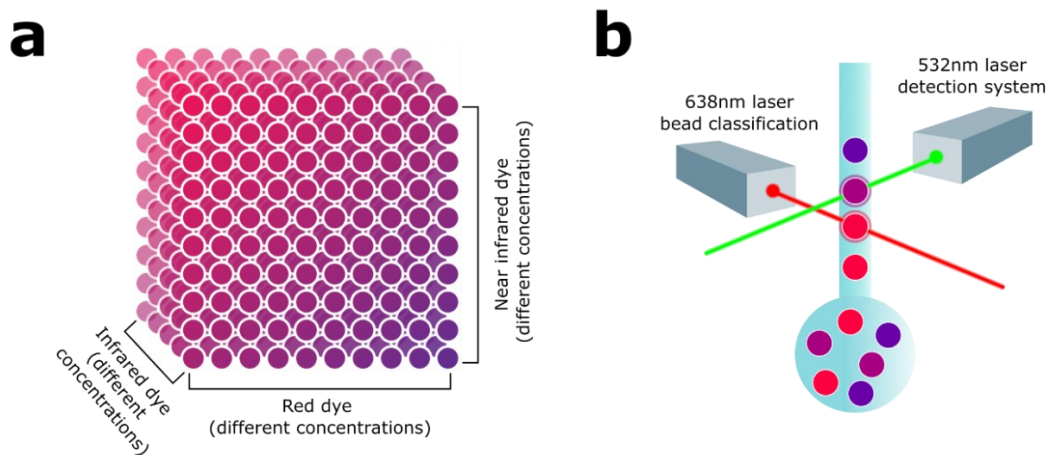 a
Near infrared dye
(different concentrations)
Infrared dye
(different
concentrations)
Red dye
(different concentrations)
b
638nm laser
bead classification
532nm laser
detection system